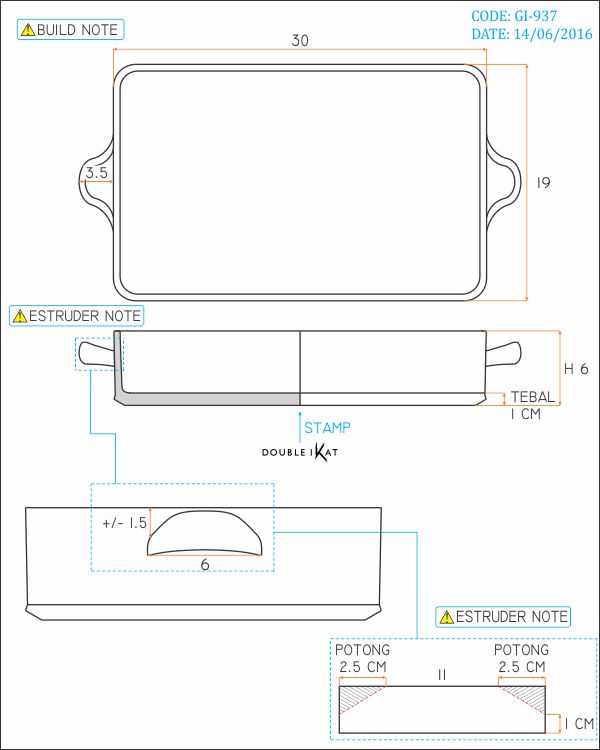 BUILD NOTE
CODE: GI-937
DATE: 14/06/2016
30
3.5
19
ESTRUDER NOTE
H 6
TEBAL
1 CM
STAMP
DOUBLE IKAT
+/- 1.5
6
ESTRUDER NOTE
POTONG
2.5 CM
11
POTONG
2.5 CM
1 CM